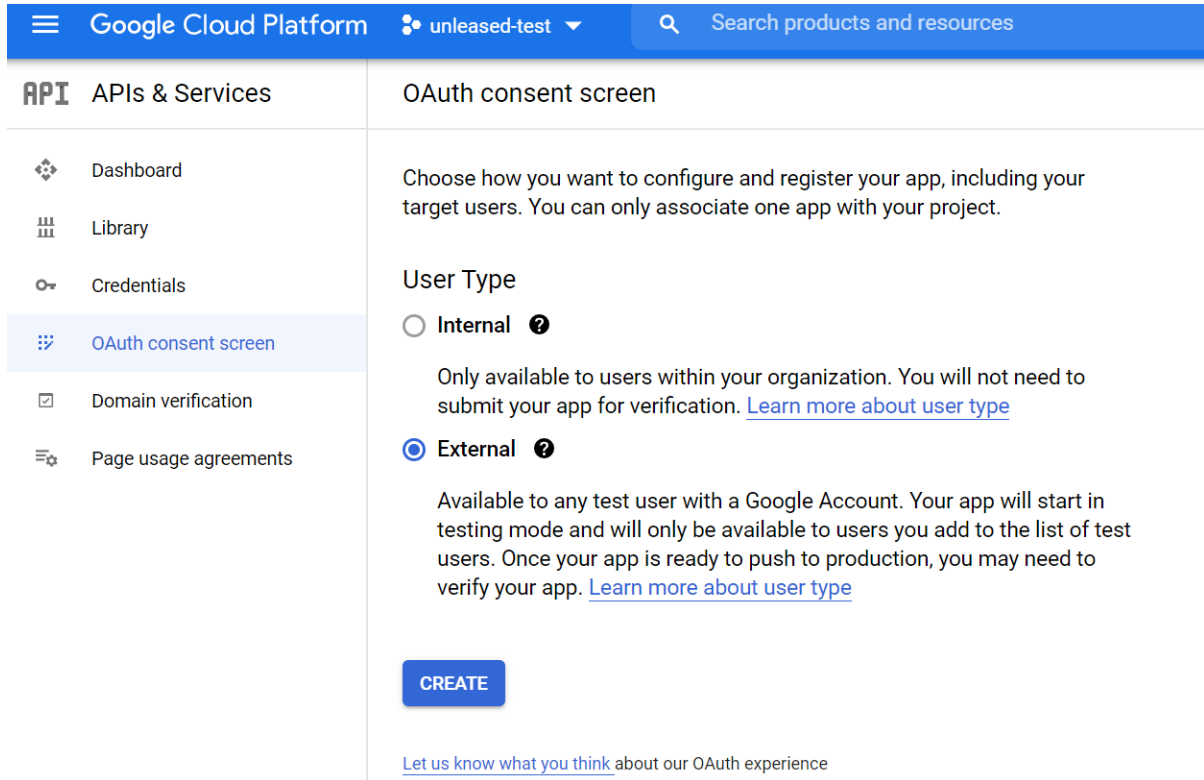 Google Cloud Platform
unleased-test
Search products and resources
API APIs & Services
OAuth consent screen
Dashboard
Library
Credentials
OAuth consent screen
Domain verification
Page usage agreements
Choose how you want to configure and register your app, including your
target users. You can only associate one app with your project.
User Type
Internal
Only available to users within your organization. You will not need to
submit your app for verification. Learn more about user type
External
Available to any test user with a Google Account. Your app will start in
testing mode and will only be available to users you add to the list of test
users. Once your app is ready to push to production, you may need to
verify your app. Learn more about user type
CREATE
Let us know what you think about our OAuth experience